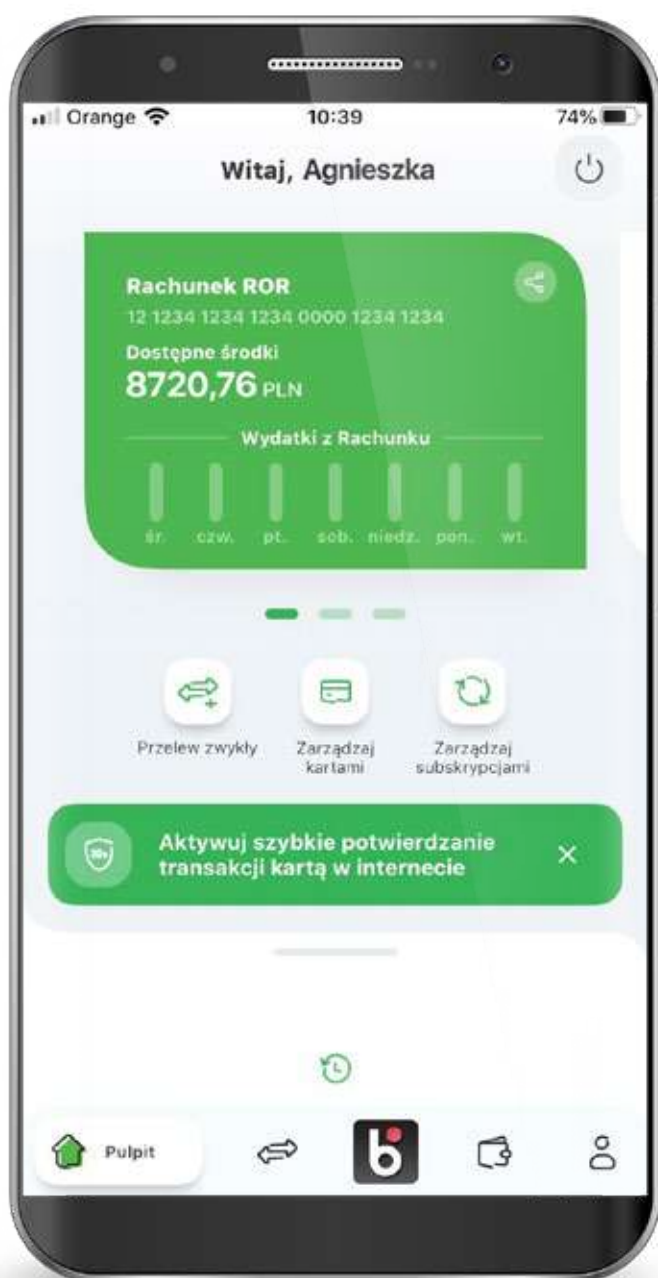 Orange
10:39
74%
Witaj, Agnieszka
Rachunek ROR
12 1234 1234 1234 0000 1234 1234
Dostępne środki
8720,76 PLN
Wydatki z Rachunku
śr. czw. pt. sob. niedz. pon. wt.
Przelew zwykły
Zarządzaj
kartami
Zarządzaj
subskrypcjami
Aktywuj szybkie potwierdzanie
transakcji kartą w internecie
Pulpit
b